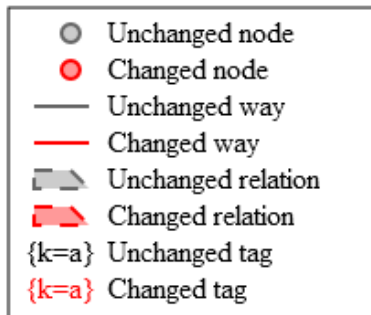 Unchanged node
Changed node
Unchanged way
Changed way
Unchanged relation
Changed relation
{k=a} Unchanged tag
{k=a} Changed tag